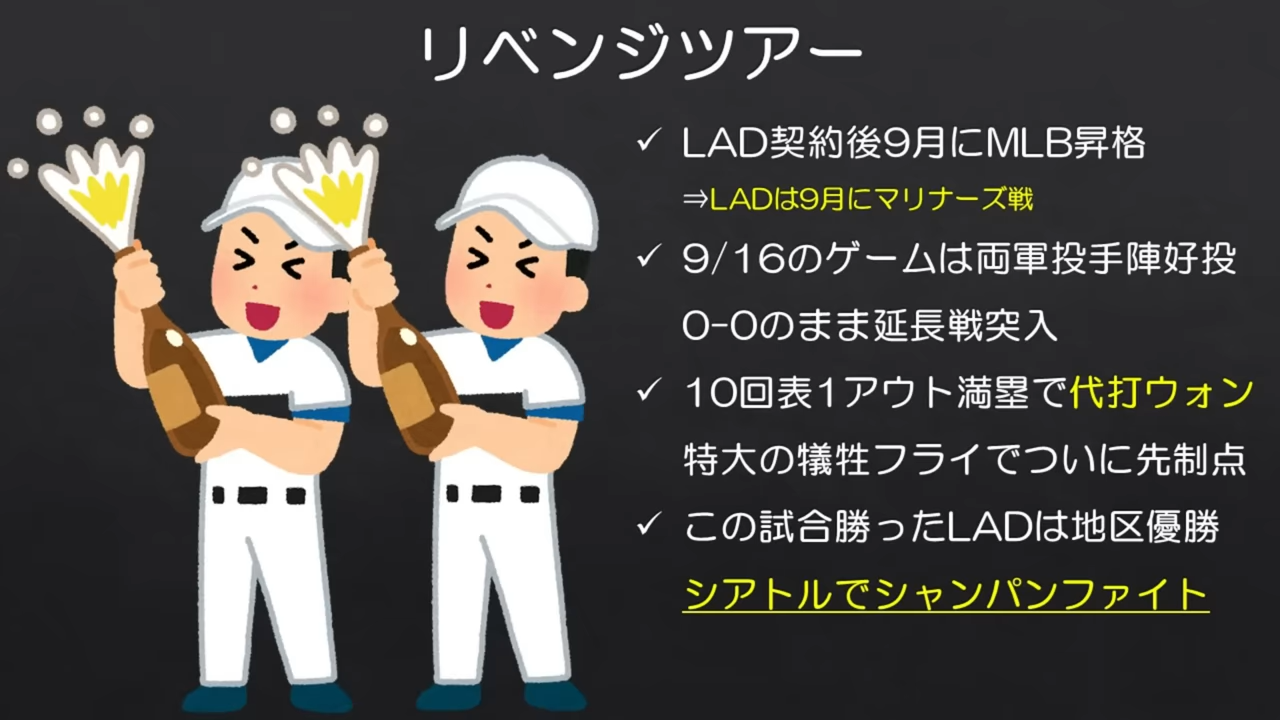 リベンジツアー
✓ LAD契約後9月にMLB昇格
⇒LADは9月にマリナーズ戦
✓ 9/16のゲームは両軍投手陣好投
0-0のまま延長戦突入
✓ 10回表1アウト満塁で代打ウォン
特大の犠牲フライでついに先制点
✓ この試合勝ったLADは地区優勝
シアトルでシャンパンファイト